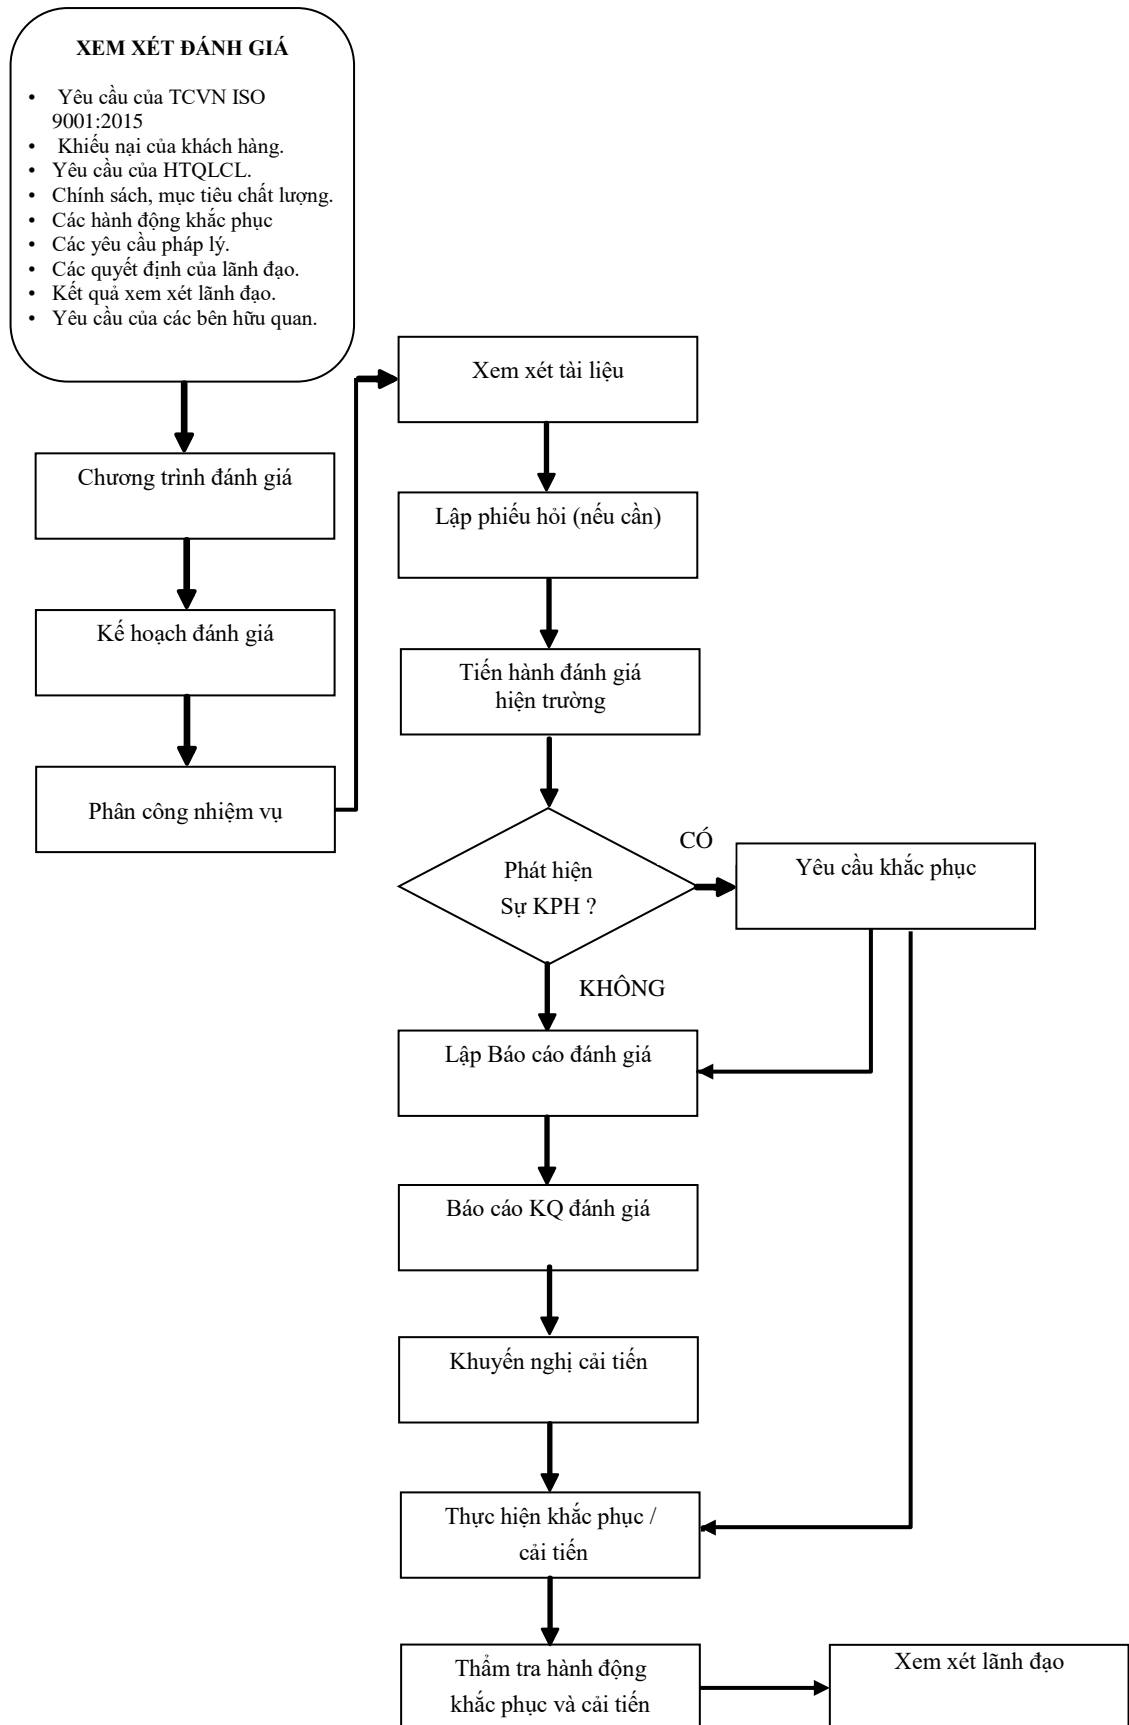 XEM XÉT ĐÁNH GIÁ
• Yêu cầu của TCVN ISO
9001:2015
• Khiếu nại của khách hàng.
• Yêu cầu của HTQLCL.
• Chính sách, mục tiêu chất lượng.
• Các hành động khắc phục
• Các yêu cầu pháp lý.
• Các quyết định của lãnh đạo.
• Kết quả xem xét lãnh đạo.
• Yêu cầu của các bên hữu quan.
Chương trình đánh giá
Kế hoạch đánh giá
Phân công nhiệm vụ
Xem xét tài liệu
Lập phiếu hỏi (nếu cần)
Tiến hành đánh giá
hiện trường
Phát hiện
Sự KPH ?
CÓ
Yêu cầu khắc phục
KHÔNG
Lập Báo cáo đánh giá
Báo cáo KQ đánh giá
Khuyến nghị cải tiến
Thực hiện khắc phục /
cải tiến
Thẩm tra hành động
khắc phục và cải tiến
Xem xét lãnh đạo